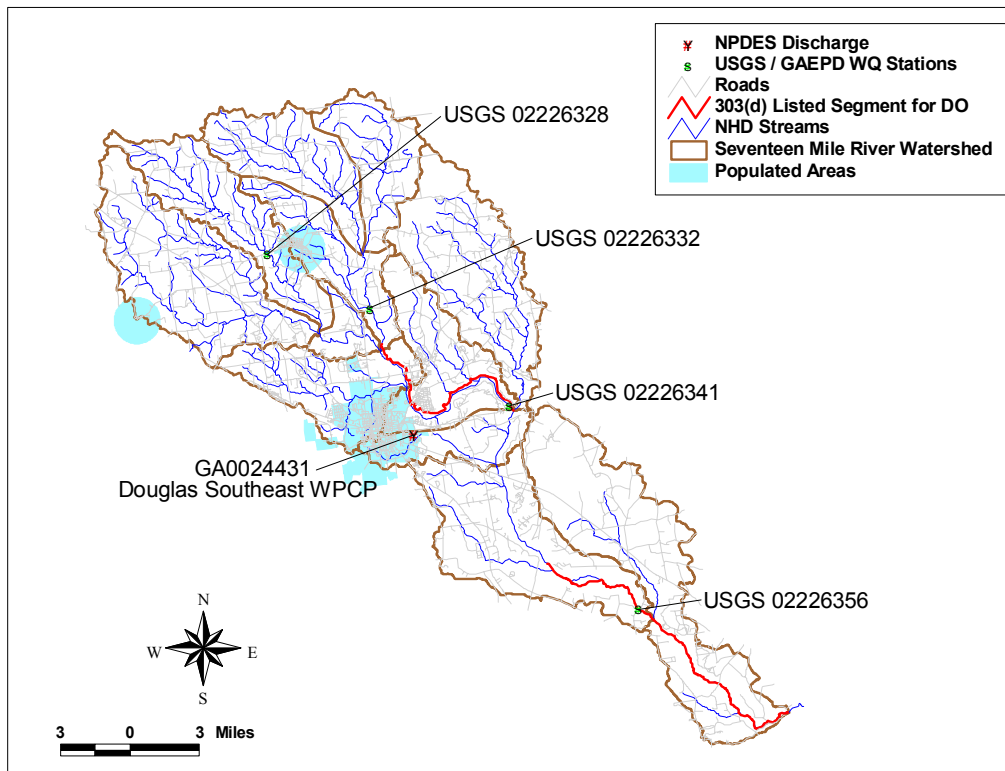 ¥ NPDES Discharge
s USGS / GAEPD WQ Stations
Roads
303(d) Listed Segment for DO
NHD Streams
Seventeen Mile River Watershed
Populated Areas
USGS 02226328
USGS 02226332
USGS 02226341
GA0024431
Douglas Southeast WPCP
USGS 02226356
N
W E
S
3 0 3 Miles